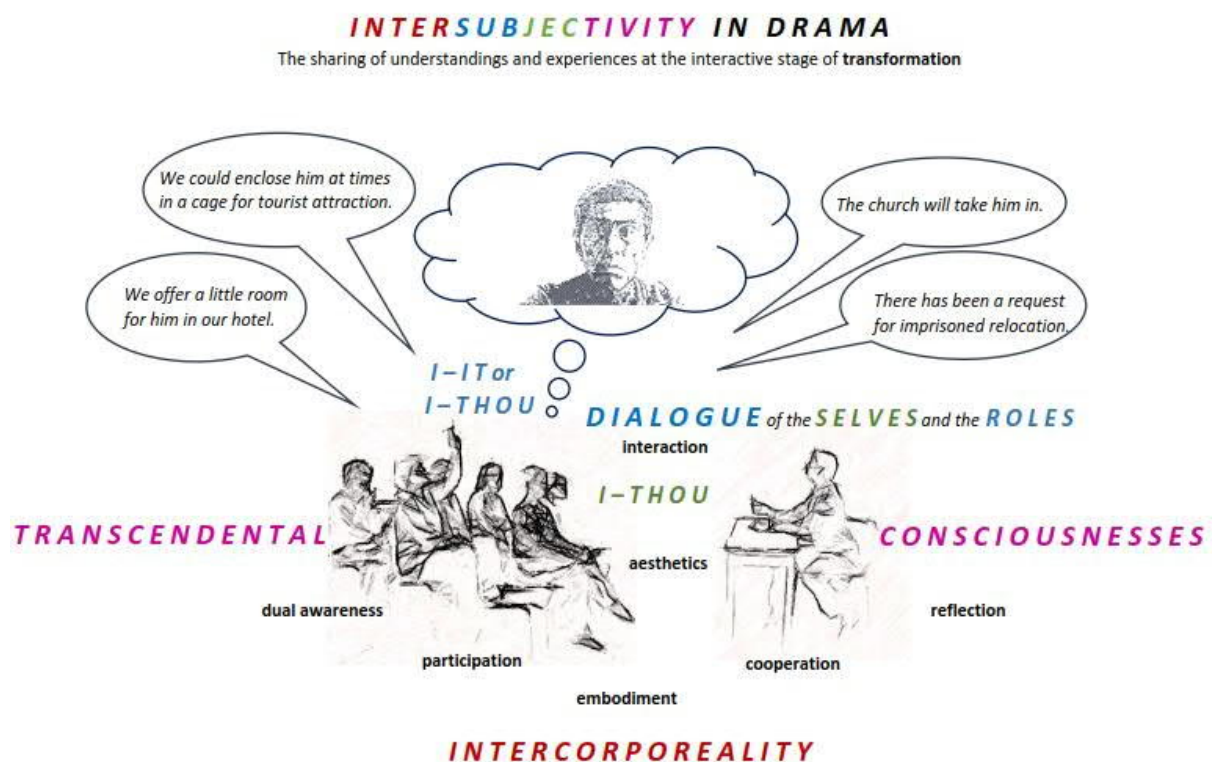 INTERSUBJECTIVITY IN DRAMA
The sharing of understandings and experiences at the interactive stage of transformation
We could enclose him at times
in a cage for tourist attraction.
The church will take him in.
We offer a little room
for him in our hotel.
There has been a request
for imprisoned relocation.
I – IT or
I – THOU
DIALOGUE of the SELVES and the ROLES
interaction
I – THOU
TRANSCENDENTAL
CONSCIOUSNESSES
aesthetics
dual awareness
reflection
participation
cooperation
embodiment
INTERCORPOREALITY